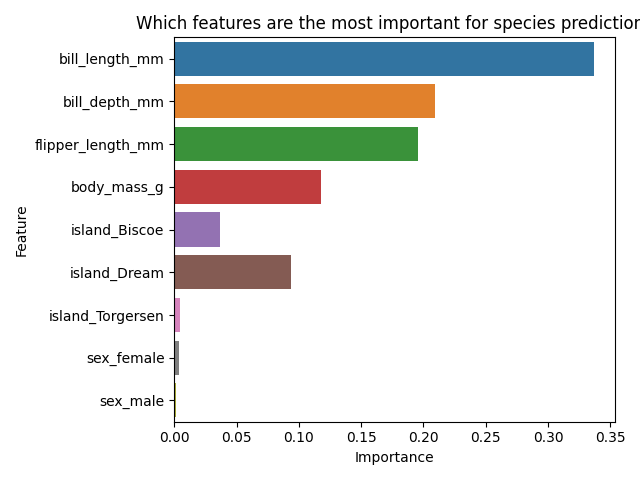 Which features are the most important for species prediction
bill_length_mm
bill_depth_mm
flipper_length_mm
body_mass_g
island_Biscoe
island_Dream
island_Torgersen
sex_female
sex_male
Feature
0.00 0.05 0.10 0.15 0.20 0.25 0.30 0.35
Importance